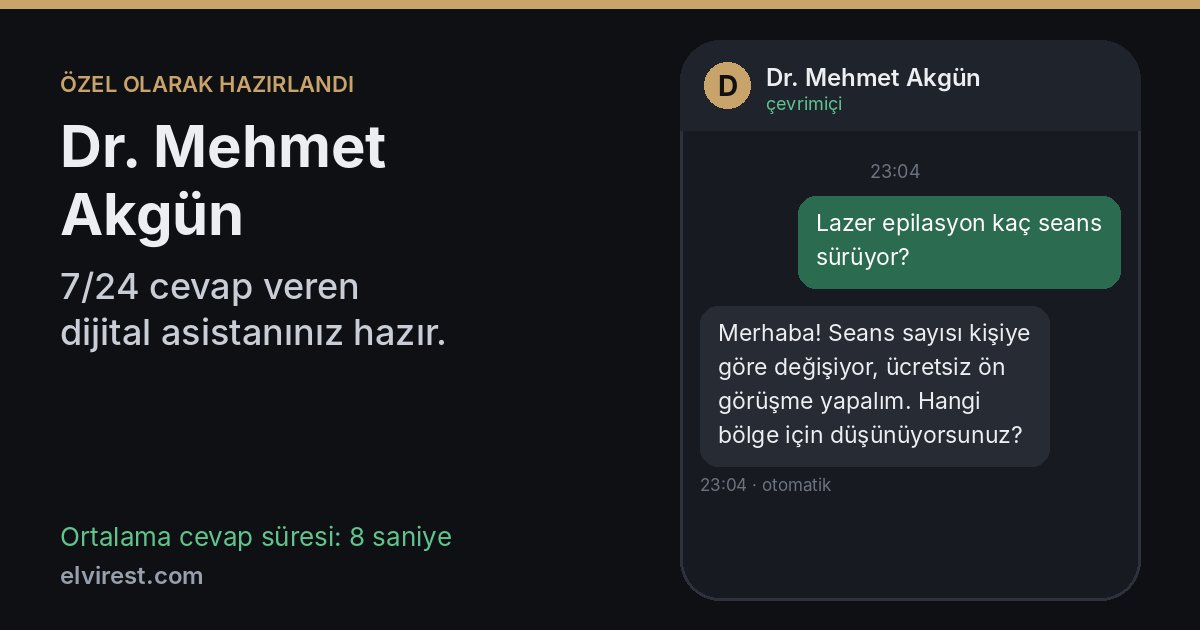 ÖZEL OLARAK HAZIRLANDI
Dr. Mehmet
Akgün
7/24 cevap veren
dijital asistanınız hazır.
Ortalama cevap süresi: 8 saniye
elvirest.com
D
Dr. Mehmet Akgün
çevrimiçi
23:04
Lazer epilasyon kaç seans
sürüyor?
Merhaba! Seans sayısı kişiye
göre değişiyor, ücretsiz ön
görüşme yapalım. Hangi
bölge için düşünüyorsunuz?
23:04 · otomatik